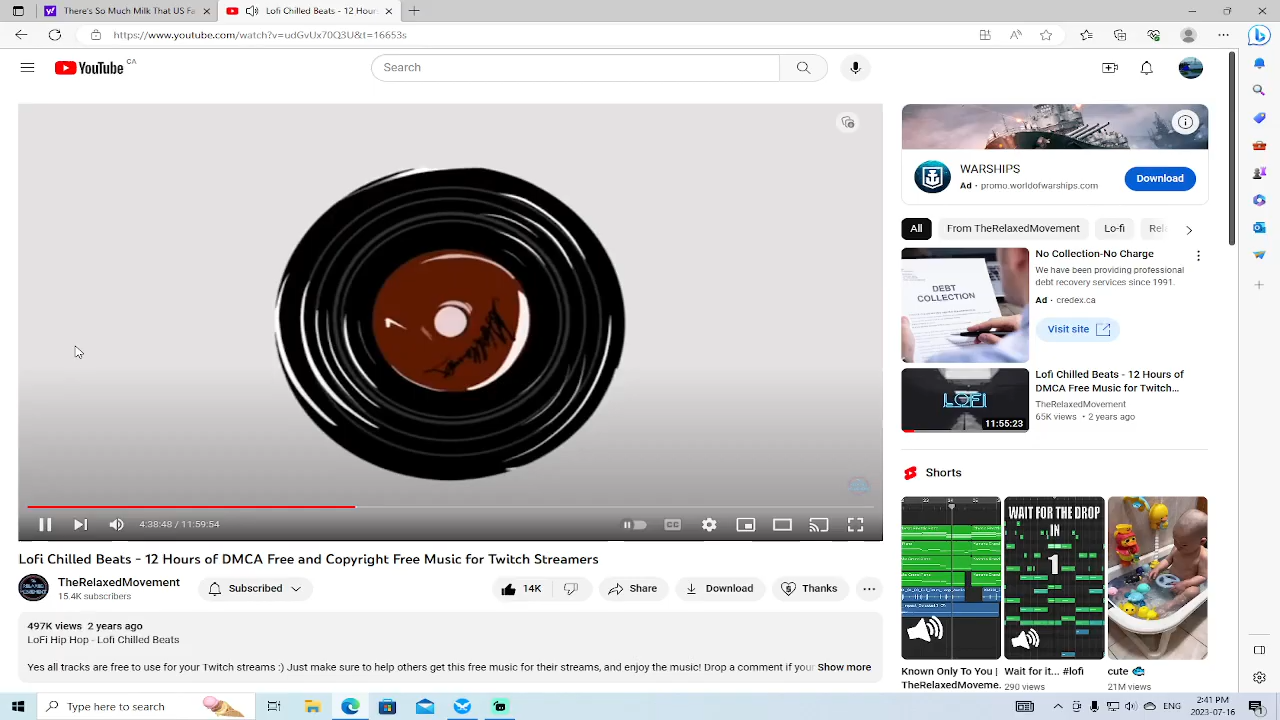 There's So Much Milk That US Fa
Lofi Chilled Beats - 12 Hour
https://www.youtube.com/watch?v=udGvUx70Q3U&t=16653s
YouTube CA
Search
WARSHIPS
Ad · promo.worldofwarships.com
Download
All
From TheRelaxedMovement
Lo-fi
No Collection-No Charge
We have been providing professional
debt recovery services since 1991.
Ad · credex.ca
Visit site
DEBT
COLLECTION
Lofi Chilled Beats - 12 Hours of
DMCA Free Music for Twitch...
TheRelaxedMovement
65K views • 2 years ago
LOFI
11:55:23
Shorts
WAIT FOR THE DROP
IN
1
Known Only To You |
TheRelaxedMove...
Wait for it... #lofi
290 views
cute
21M views
4:38:48 / 11:59:54
CC
Lofi Chilled Beats - 12 Hours of DMCA Free and Copyright Free Music for Twitch Streamers
TheRelaxedMovement
15.4K subscribers
Subscribed
14K
Share
Download
Thanks
497K views 2 years ago
LoFi Hip Hop - Lofi Chilled Beats
Yes all tracks are free to use for your Twitch streams :) Just make sure to help others get this free music for their streams, and enjoy the music! Drop a comment if your Show more
Type here to search
ENG
2:41 PM
2023-07-16